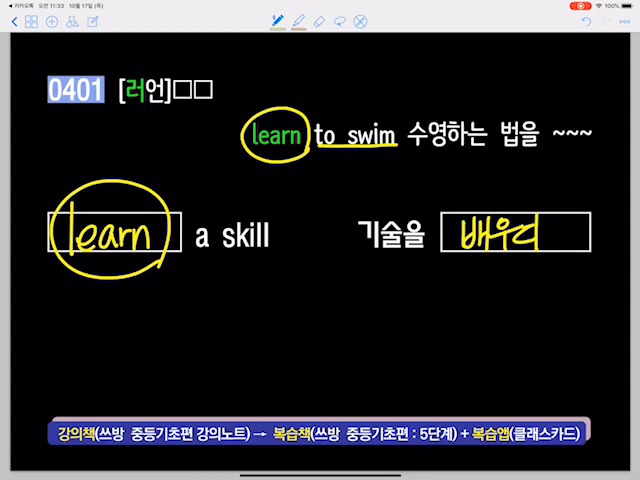 카카오톡 오전 11:33 10월 17일 (목) 100%
0401 [러언]□□
learn to swim 수영하는 법을 ~~~
learn a skill 기술을 배우다
강의책(쓰방 중등기초편 강의노트) → 복습책(쓰방 중등기초편 : 5단계) + 복습앱(클래스카드)